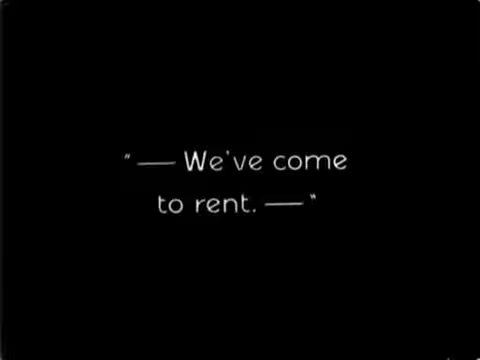 "— We've come
to rent. —"